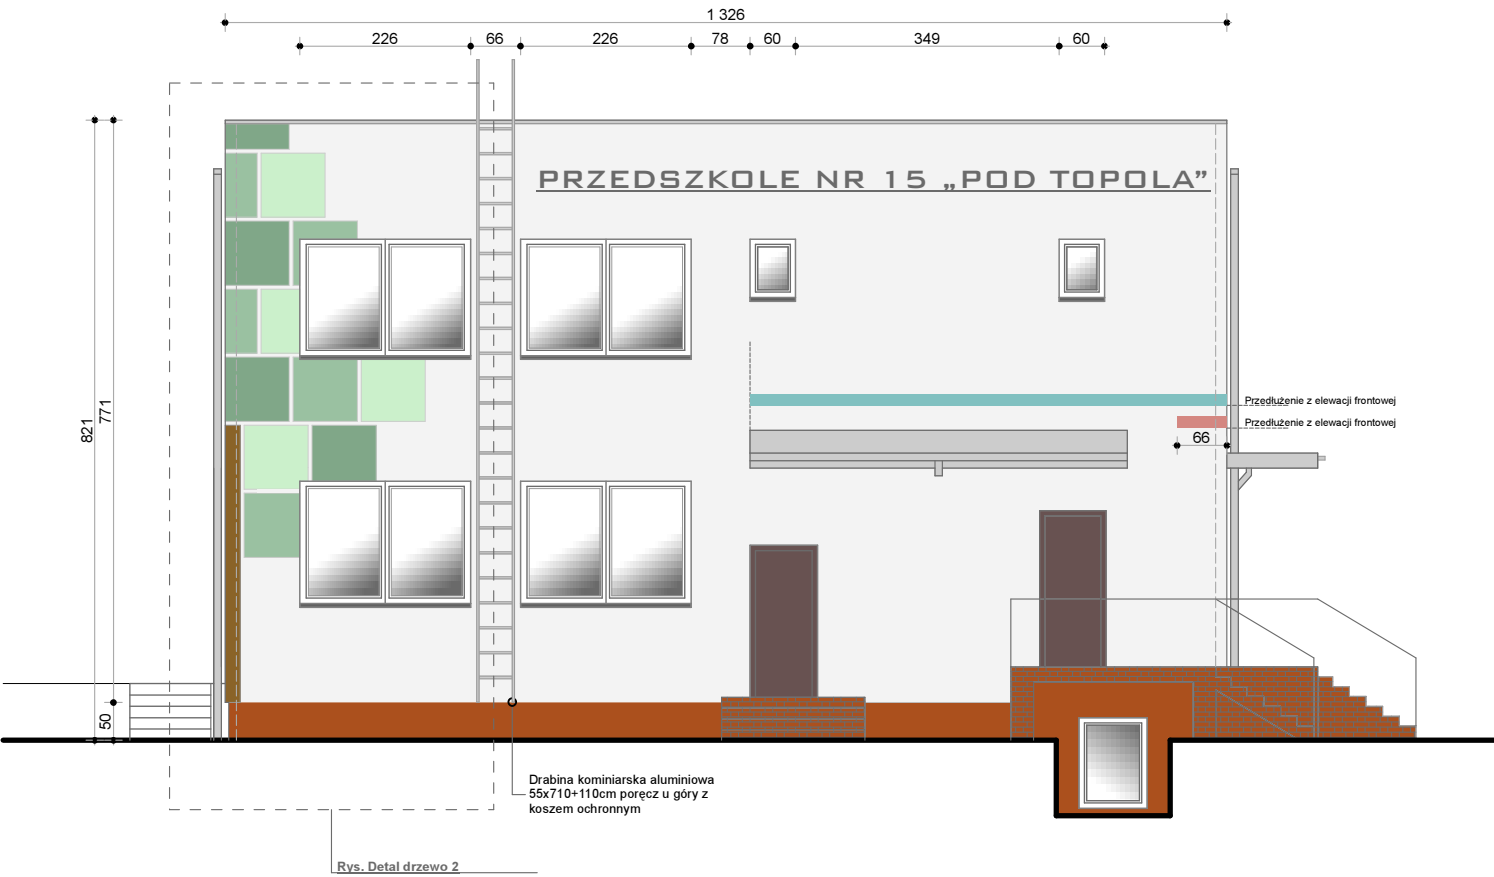 1 326
226 66 226 78 60 349 60
PRZEDSZKOLE NR 15 „POD TOPOLA”
821
771
50
Przedłużenie z elewacji frontowej
Przedłużenie z elewacji frontowej
66
Drabina kominiarska aluminiowa
55x710+110cm poręcz u góry z
koszem ochronnym
Rys. Detal drzewo 2